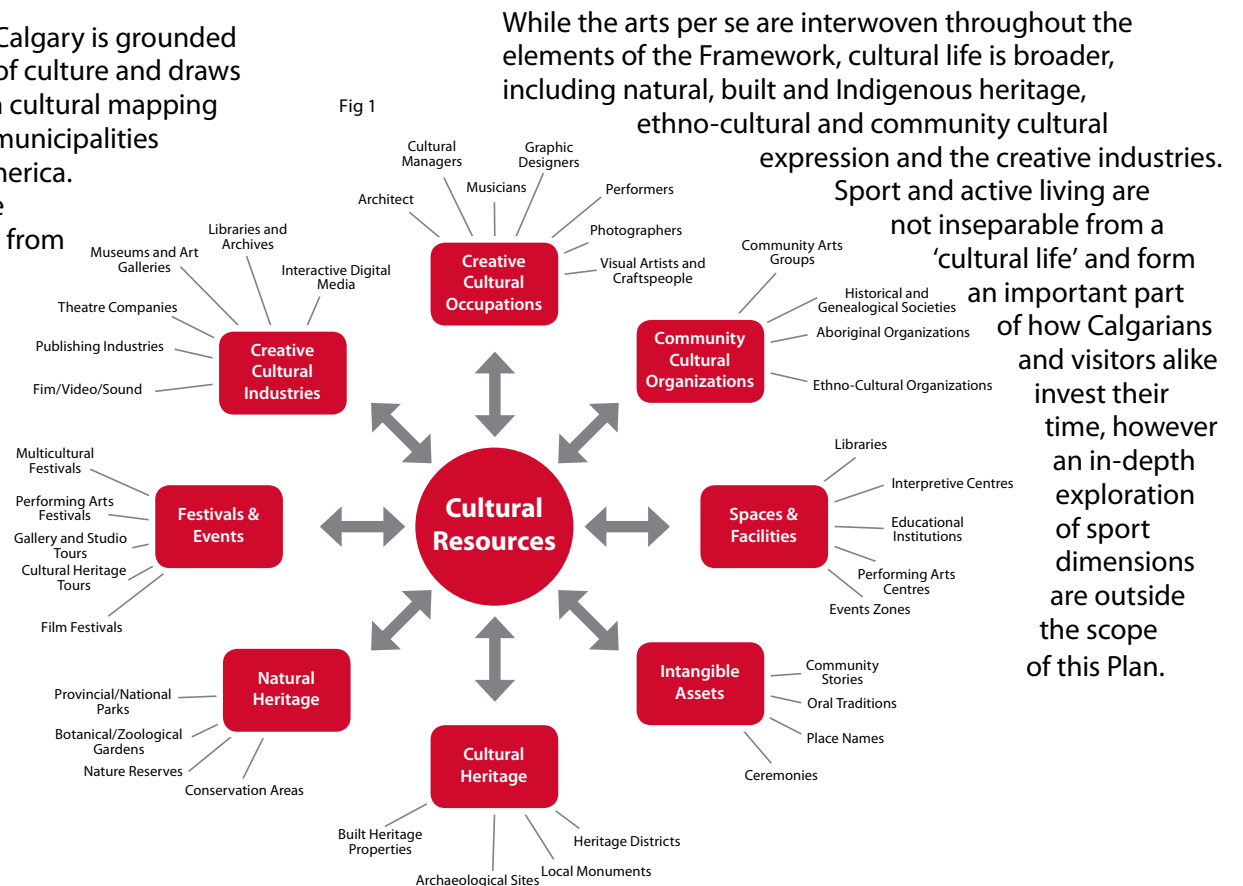 Calgary is grounded
of culture and draws
cultural mapping
municipalities
from
While the arts per se are interwoven throughout the
elements of the Framework, cultural life is broader,
including natural, built and Indigenous heritage,
ethno-cultural and community cultural
expression and the creative industries.
Sport and active living are
not inseparable from a
‘cultural life’ and form
an important part
of how Calgarians
and visitors alike
invest their
time, however
an in-depth
exploration
of sport
dimensions
are outside
the scope
of this Plan.
Fig 1
Cultural
Resources
Creative
Cultural
Occupations
Architect
Cultural
Managers
Musicians
Graphic
Designers
Performers
Photographers
Visual Artists and
Craftspeople
Community
Cultural
Organizations
Community Arts
Groups
Historical and
Genealogical Societies
Aboriginal Organizations
Ethno-Cultural Organizations
Spaces &
Facilities
Libraries
Interpretive Centres
Educational
Institutions
Performing Arts
Centres
Events Zones
Intangible
Assets
Community
Stories
Oral Traditions
Place Names
Ceremonies
Cultural
Heritage
Heritage Districts
Local Monuments
Archaeological Sites
Built Heritage
Properties
Natural
Heritage
Provincial/National
Parks
Botanical/Zoological
Gardens
Nature Reserves
Conservation Areas
Festivals &
Events
Multicultural
Festivals
Performing Arts
Festivals
Gallery and Studio
Tours
Cultural Heritage
Tours
Film Festivals
Creative
Cultural
Industries
Fim/Video/Sound
Publishing Industries
Theatre Companies
Museums and Art
Galleries
Libraries and
Archives
Interactive Digital
Media